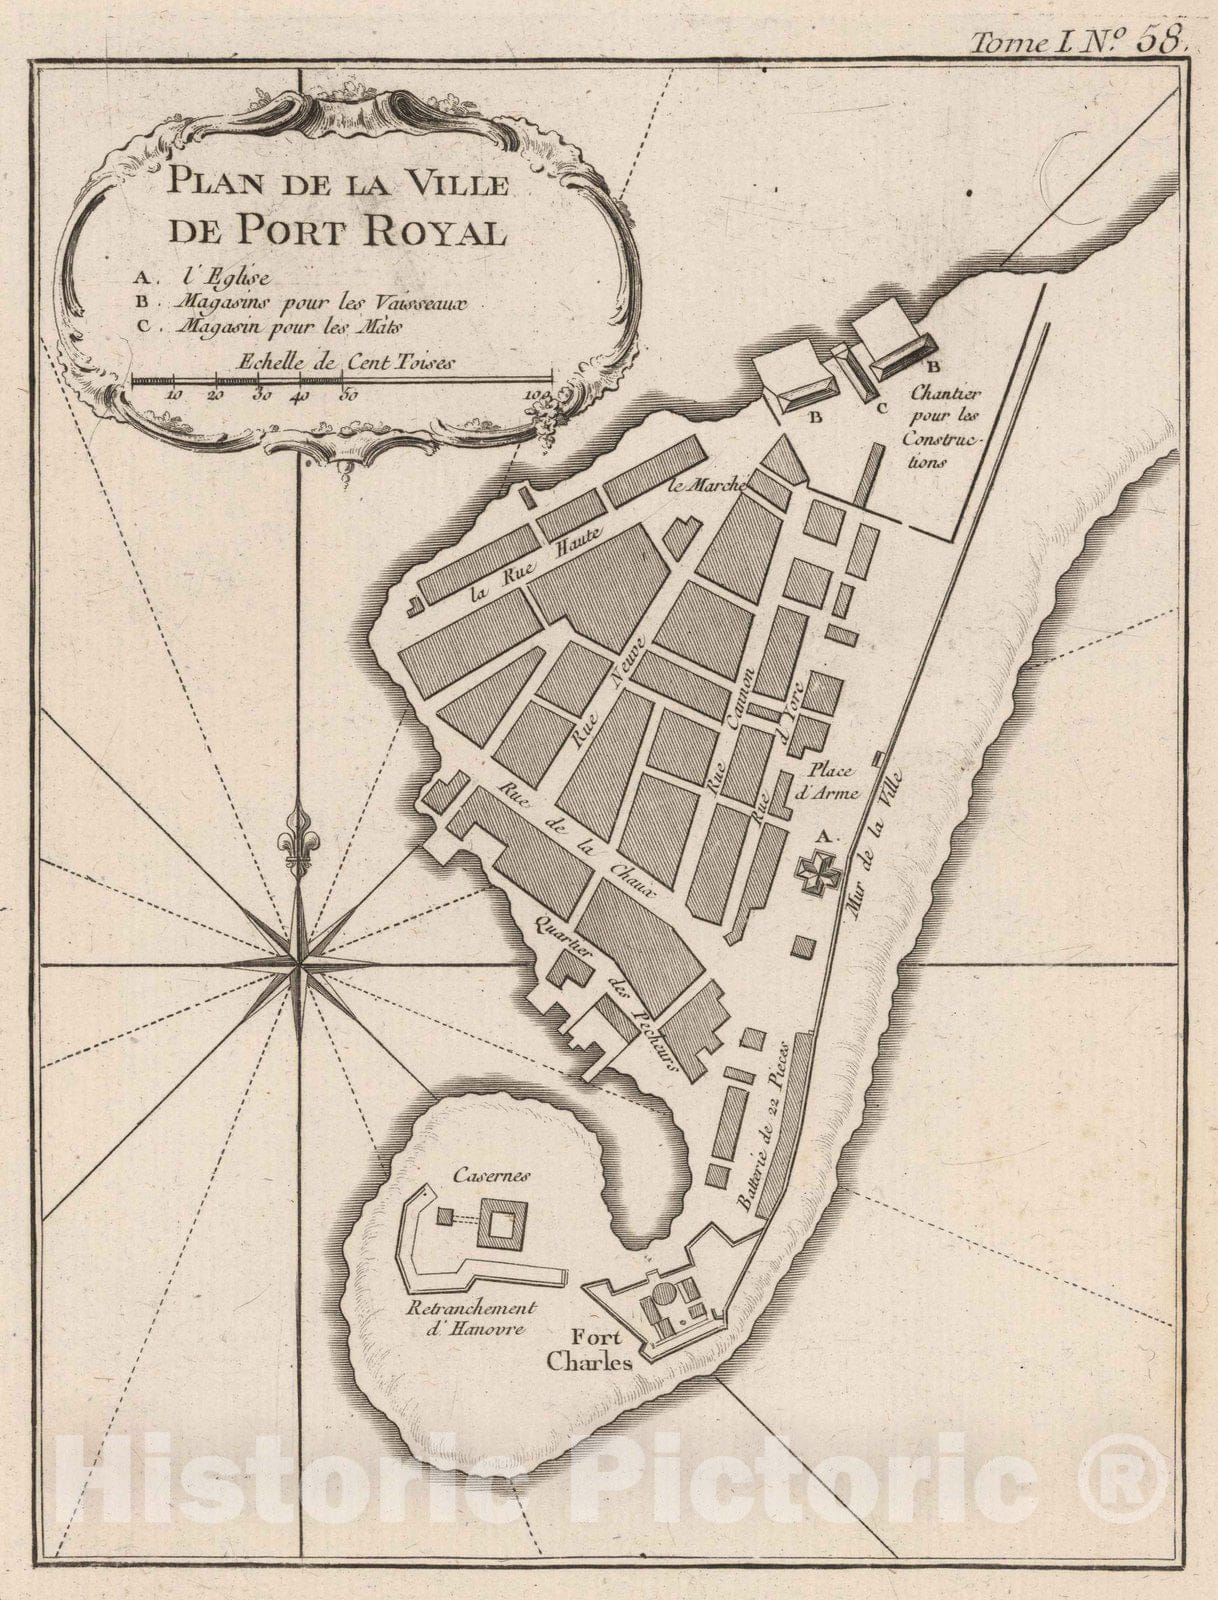 Tome I. N.º 58.
PLAN DE LA VILLE
DE PORT ROYAL
A. l'Eglise
B. Magasins pour les Vaisseaux
C. Magasin pour les Mâts
Echelle de Cent Toises
10 20 30 40 50 100
B
C
B
Chantier
pour les
Construc-
tions
le Marché
la Rue Haute
Rue Neuve
Rue Cannon
Rue d'Yorc
Place
d'Arme
A.
Mur de la Ville
Rue de la Chaux
Quartier des Pecheurs
Batterie de 22 Pieces
Casernes
Retranchement
d'Hanovre
Fort
Charles
Historic Pictoric ®